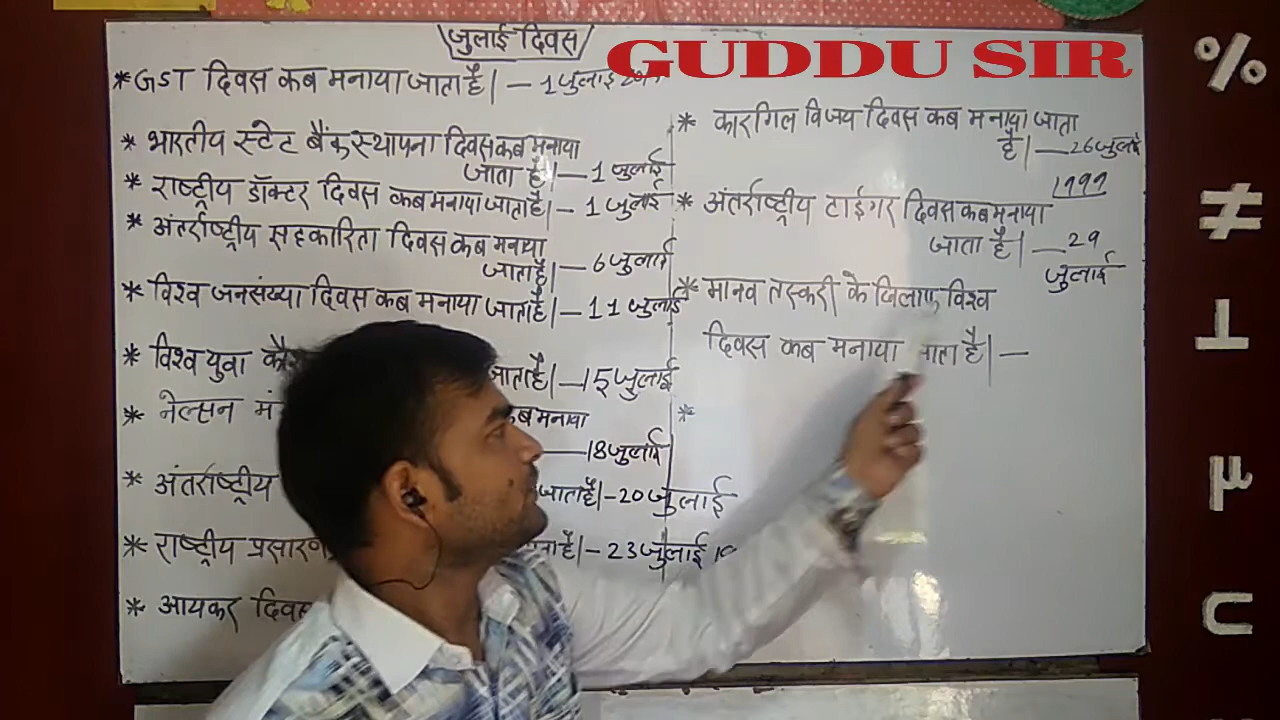 जुलाई दिवस
GUDDU SIR
* GST दिवस कब मनाया जाता है। – 1 जुलाई
* भारतीय स्टेट बैंक स्थापना दिवस कब मनाया
जाता है। – 1 जुलाई
* राष्ट्रीय डॉक्टर दिवस कब मनाया जाता है। – 1 जुलाई
* अंतर्राष्ट्रीय सहकारिता दिवस कब मनाया
जाता है। – 6 जुलाई
* विश्व जनसंख्या दिवस कब मनाया जाता है। – 11 जुलाई
* विश्व युवा जाता है। – 15 जुलाई
* नेल्सन कब मनाया
– 18 जुलाई
* अंतर्राष्ट्रीय जाता है। – 20 जुलाई
* राष्ट्रीय प्रसारण है। – 23 जुलाई
* आयकर दिवस
* कारगिल विजय दिवस कब मनाया जाता
है। – 26 जुलाई
1999
* अंतर्राष्ट्रीय टाईगर दिवस कब मनाया
जाता है। – 29
जुलाई
* मानव तस्करी के खिलाफ विश्व
दिवस कब मनाया जाता है। –
*
%
≠
⊥
μ
⊂